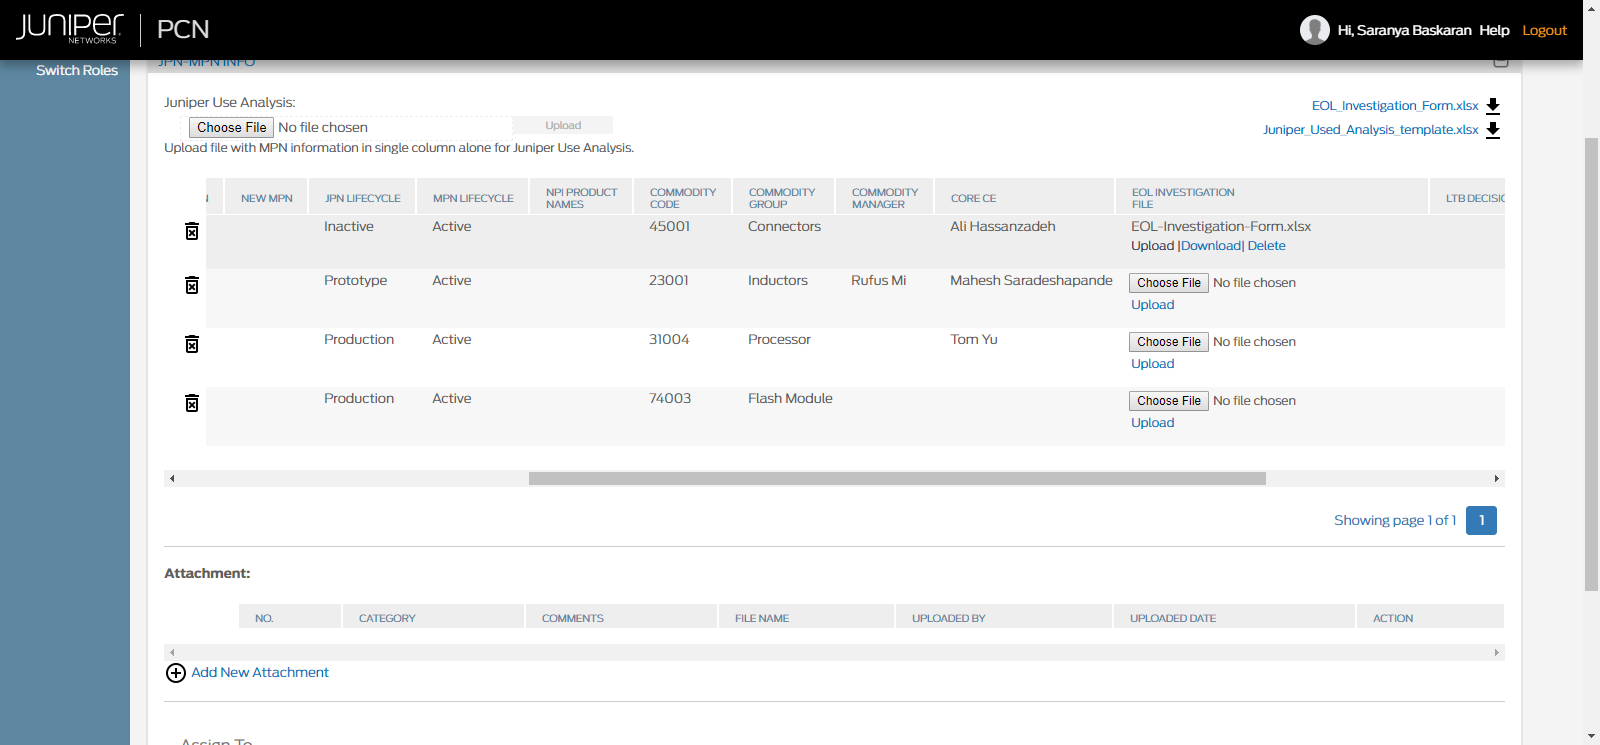 JUNIPER
NETWORKS
PCN
Hi, Saranya Baskaran Help Logout
Switch Roles
JPN-MPN INFO
Juniper Use Analysis:
EOL_Investigation_Form.xlsx
Choose File No file chosen Upload
Juniper_Used_Analysis_template.xlsx
Upload file with MPN information in single column alone for Juniper Use Analysis.
NEW MPN JPN LIFECYCLE MPN LIFECYCLE NPI PRODUCT NAMES COMMODITY CODE COMMODITY GROUP COMMODITY MANAGER CORE CE EOL INVESTIGATION FILE LTB DECISIO
Inactive Active 45001 Connectors Ali Hassanzadeh EOL-Investigation-Form.xlsx
Upload |Download| Delete
Prototype Active 23001 Inductors Rufus Mi Mahesh Saradeshapande Choose File No file chosen
Upload
Production Active 31004 Processor Tom Yu Choose File No file chosen
Upload
Production Active 74003 Flash Module Choose File No file chosen
Upload
Showing page 1 of 1 1
Attachment:
NO. CATEGORY COMMENTS FILE NAME UPLOADED BY UPLOADED DATE ACTION
Add New Attachment
Assign To